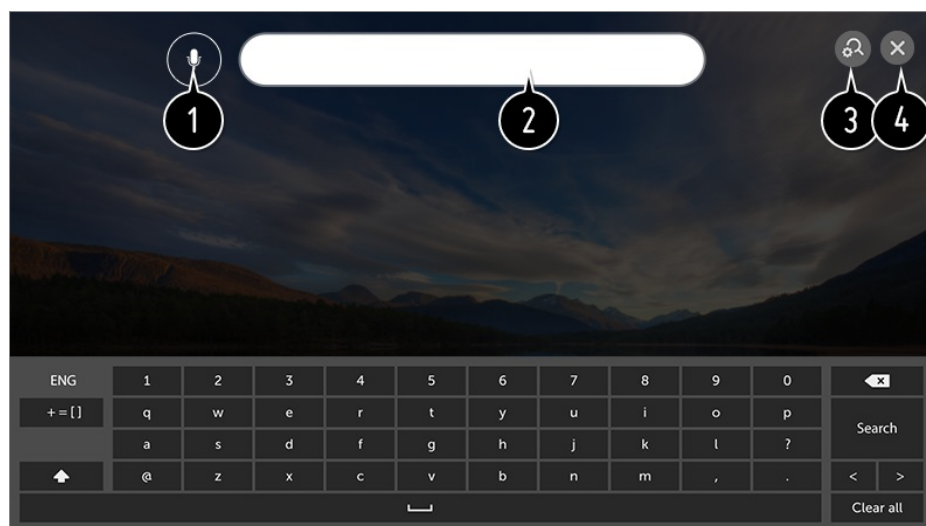 1 2 3 4
ENG 1 2 3 4 5 6 7 8 9 0
+ = [ ] q w e r t y u i o p
Search
a s d f g h j k l ?
@ z x c v b n m , . < >
Clear all